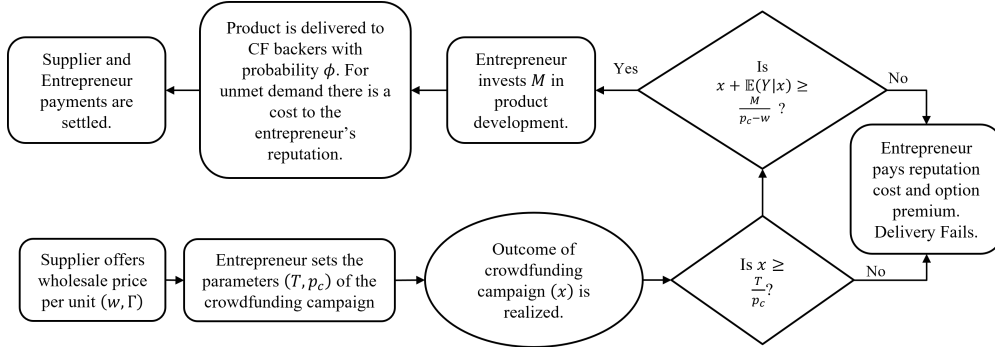 Supplier offers
wholesale price
per unit (w, Γ)
Entrepreneur sets the
parameters (T, p_c) of the
crowdfunding campaign
Outcome of
crowdfunding
campaign (x) is
realized.
Is x ≥
T/p_c?
No
Is
x + 𝔼(Y|x) ≥
M/(p_c−w) ?
No
Entrepreneur
pays reputation
cost and option
premium.
Delivery Fails.
Yes
Entrepreneur
invests M in
product
development.
Product is delivered to
CF backers with
probability ϕ. For
unmet demand there is a
cost to the
entrepreneur's
reputation.
Supplier and
Entrepreneur
payments are
settled.